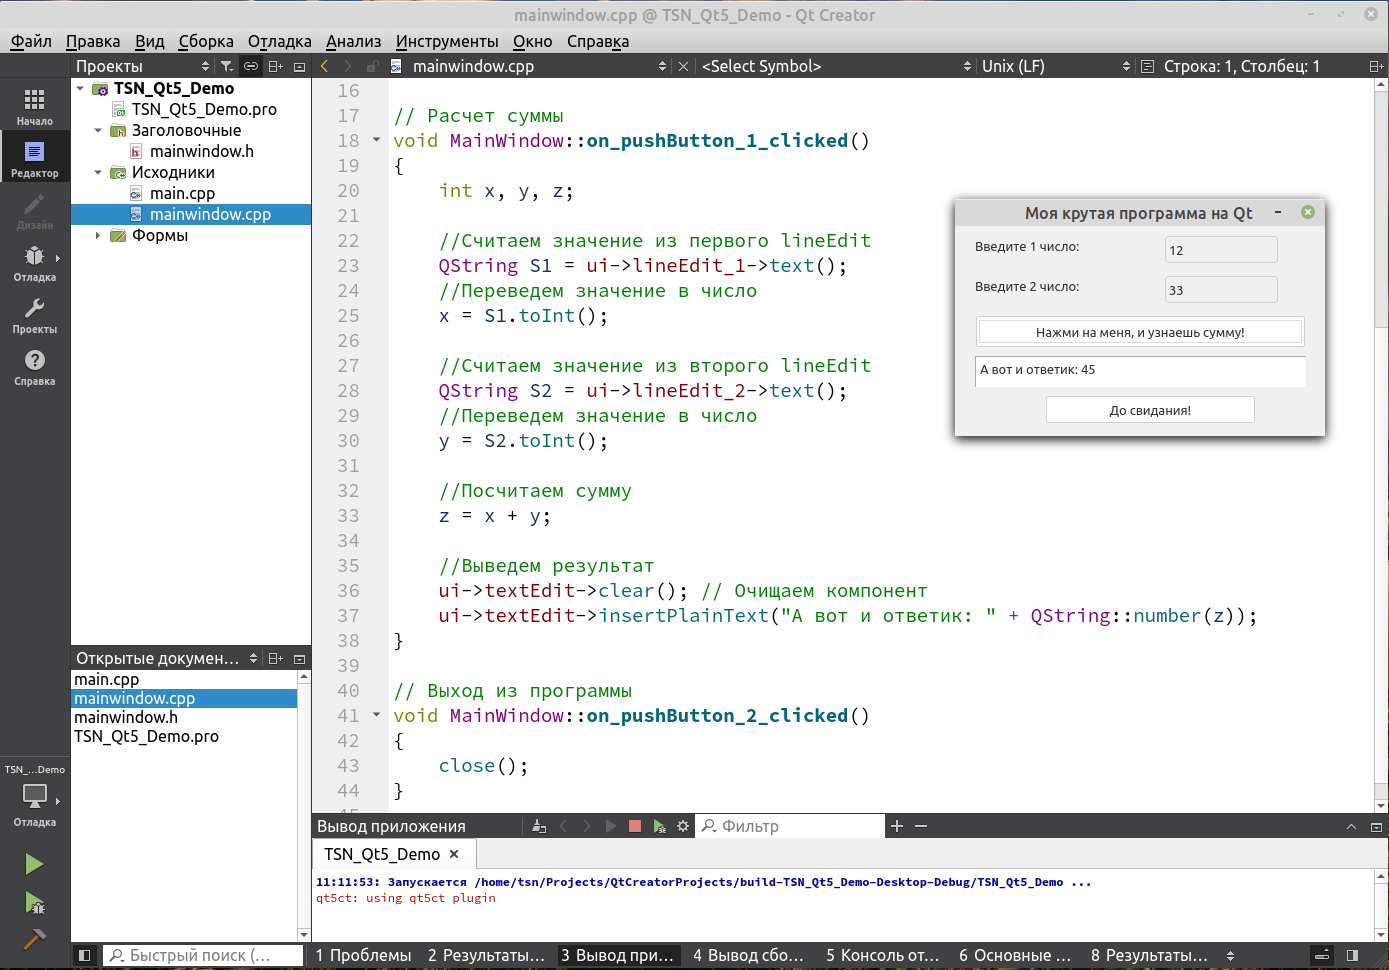 mainwindow.cpp @ TSN_Qt5_Demo - Qt Creator
Файл Правка Вид Сборка Отладка Анализ Инструменты Окно Справка
Проекты
mainwindow.cpp
<Select Symbol>
Unix (LF)
Строка: 1, Столбец: 1
Начало
Редактор
Дизайн
Отладка
Проекты
Справка
TSN_Qt5_Demo
TSN_Qt5_Demo.pro
Заголовочные
mainwindow.h
Исходники
main.cpp
mainwindow.cpp
Формы
16
17 // Расчет суммы
18 void MainWindow::on_pushButton_1_clicked()
19 {
20 int x, y, z;
21
22 //Считаем значение из первого lineEdit
23 QString S1 = ui->lineEdit_1->text();
24 //Переведем значение в число
25 x = S1.toInt();
26
27 //Считаем значение из второго lineEdit
28 QString S2 = ui->lineEdit_2->text();
29 //Переведем значение в число
30 y = S2.toInt();
31
32 //Посчитаем сумму
33 z = x + y;
34
35 //Выведем результат
36 ui->textEdit->clear(); // Очищаем компонент
37 ui->textEdit->insertPlainText("А вот и ответик: " + QString::number(z));
38 }
39
40 // Выход из программы
41 void MainWindow::on_pushButton_2_clicked()
42 {
43 close();
44 }
45
Моя крутая программа на Qt
Введите 1 число: 12
Введите 2 число: 33
Нажми на меня, и узнаешь сумму!
А вот и ответик: 45
До свидания!
Открытые докумен...
main.cpp
mainwindow.cpp
mainwindow.h
TSN_Qt5_Demo.pro
TSN_...Demo
Отладка
Вывод приложения
Фильтр
TSN_Qt5_Demo
11:11:53: Запускается /home/tsn/Projects/QtCreatorProjects/build-TSN_Qt5_Demo-Desktop-Debug/TSN_Qt5_Demo ...
qt5ct: using qt5ct plugin
Быстрый поиск (...
1 Проблемы 2 Результаты... 3 Вывод при... 4 Вывод сбо... 5 Консоль от... 6 Основные ... 8 Результаты...